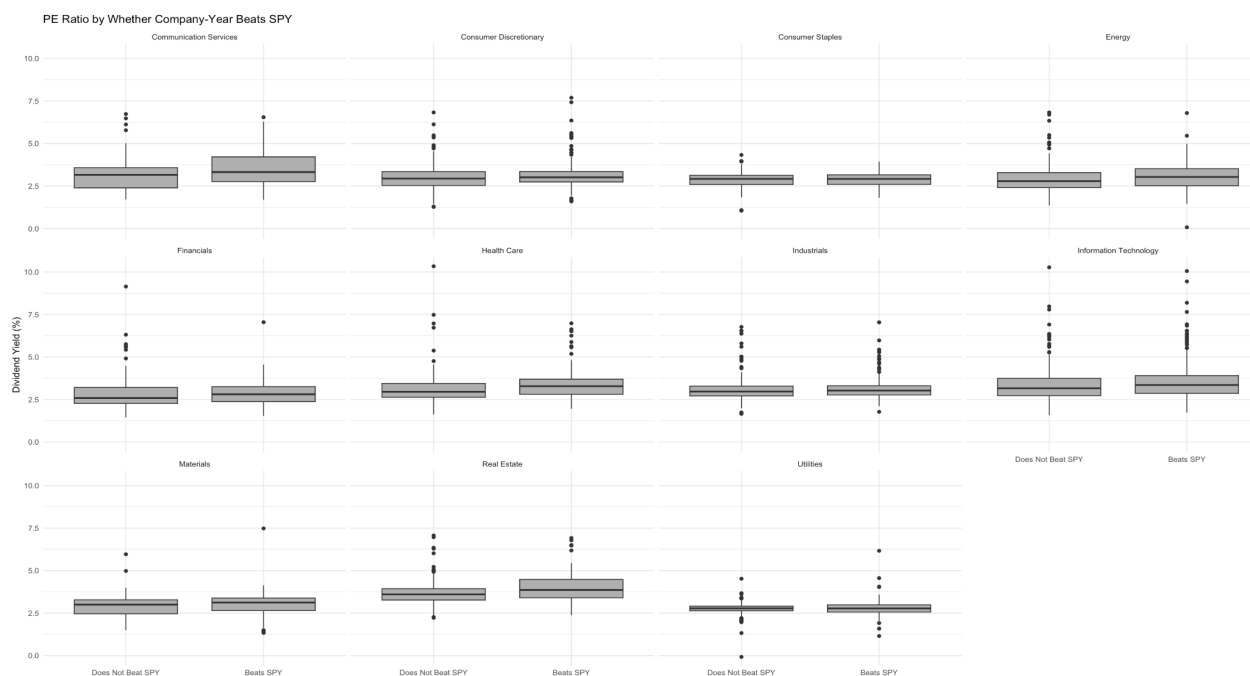 PE Ratio by Whether Company-Year Beats SPY
Communication Services
Consumer Discretionary
Consumer Staples
Energy
10.0
7.5
5.0
2.5
0.0
Financials
Health Care
Industrials
Information Technology
Dividend Yield (%)
10.0
7.5
5.0
2.5
0.0
Does Not Beat SPY
Beats SPY
Materials
Real Estate
Utilities
10.0
7.5
5.0
2.5
0.0
Does Not Beat SPY
Beats SPY
Does Not Beat SPY
Beats SPY
Does Not Beat SPY
Beats SPY